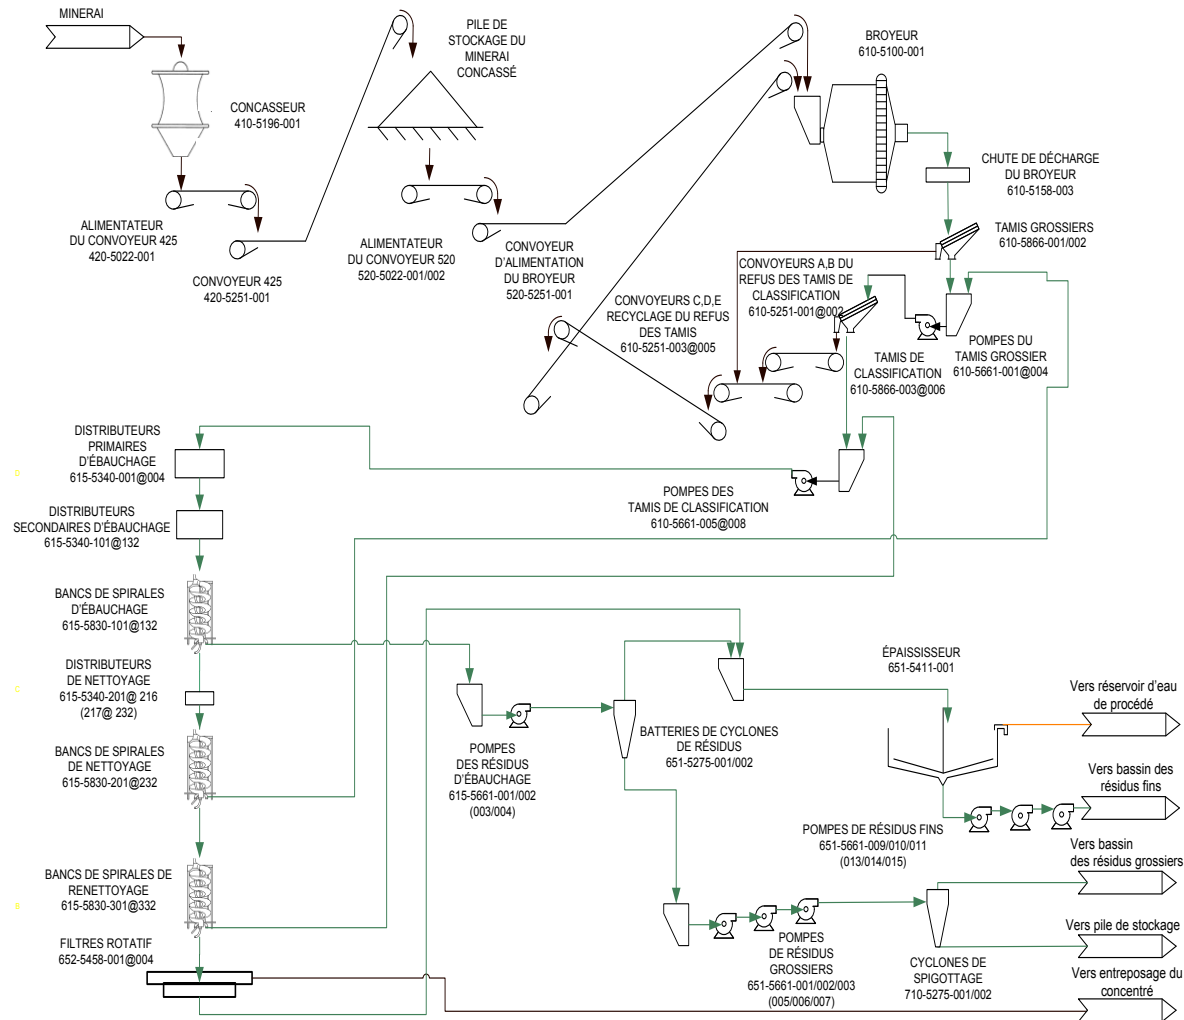 MINERAI
CONCASSEUR
410-5196-001
ALIMENTATEUR
DU CONVOYEUR 425
420-5022-001
CONVOYEUR 425
420-5251-001
PILE DE
STOCKAGE DU
MINERAI
CONCASSÉ
ALIMENTATEUR
DU CONVOYEUR 520
520-5022-001/002
CONVOYEUR
D'ALIMENTATION
DU BROYEUR
520-5251-001
BROYEUR
610-5100-001
CHUTE DE DÉCHARGE
DU BROYEUR
610-5158-003
TAMIS GROSSIERS
610-5866-001/002
CONVOYEURS A,B DU
REFUS DES TAMIS DE
CLASSIFICATION
610-5251-001@002
CONVOYEURS C,D,E
RECYCLAGE DU REFUS
DES TAMIS
610-5251-003@005
TAMIS DE
CLASSIFICATION
610-5866-003@006
POMPES DU
TAMIS GROSSIER
610-5661-001@004
DISTRIBUTEURS
PRIMAIRES
D'ÉBAUCHAGE
615-5340-001@004
POMPES DES
TAMIS DE CLASSIFICATION
610-5661-005@008
DISTRIBUTEURS
SECONDAIRES D'ÉBAUCHAGE
615-5340-101@132
BANCS DE SPIRALES
D'ÉBAUCHAGE
615-5830-101@132
DISTRIBUTEURS
DE NETTOYAGE
615-5340-201@ 216
(217@ 232)
BANCS DE SPIRALES
DE NETTOYAGE
615-5830-201@232
POMPES
DES RÉSIDUS
D'ÉBAUCHAGE
615-5661-001/002
(003/004)
BATTERIES DE CYCLONES
DE RÉSIDUS
651-5275-001/002
ÉPAISSISSEUR
651-5411-001
Vers réservoir d'eau
de procédé
Vers bassin des
résidus fins
POMPES DE RÉSIDUS FINS
651-5661-009/010/011
(013/014/015)
Vers bassin
des résidus grossiers
BANCS DE SPIRALES DE
RENETTOYAGE
615-5830-301@332
FILTRES ROTATIF
652-5458-001@004
POMPES
DE RÉSIDUS
GROSSIERS
651-5661-001/002/003
(005/006/007)
CYCLONES DE
SPIGOTTAGE
710-5275-001/002
Vers pile de stockage
Vers entreposage du
concentré